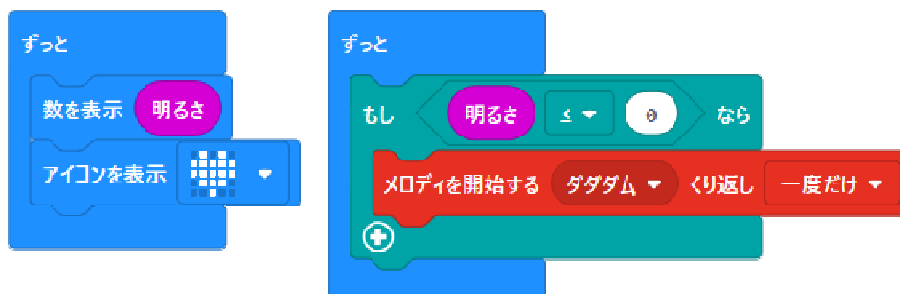 ずっと
数を表示 明るさ
アイコンを表示
ずっと
もし 明るさ ≤ 0 なら
メロディを開始する ダダダム くり返し 一度だけ